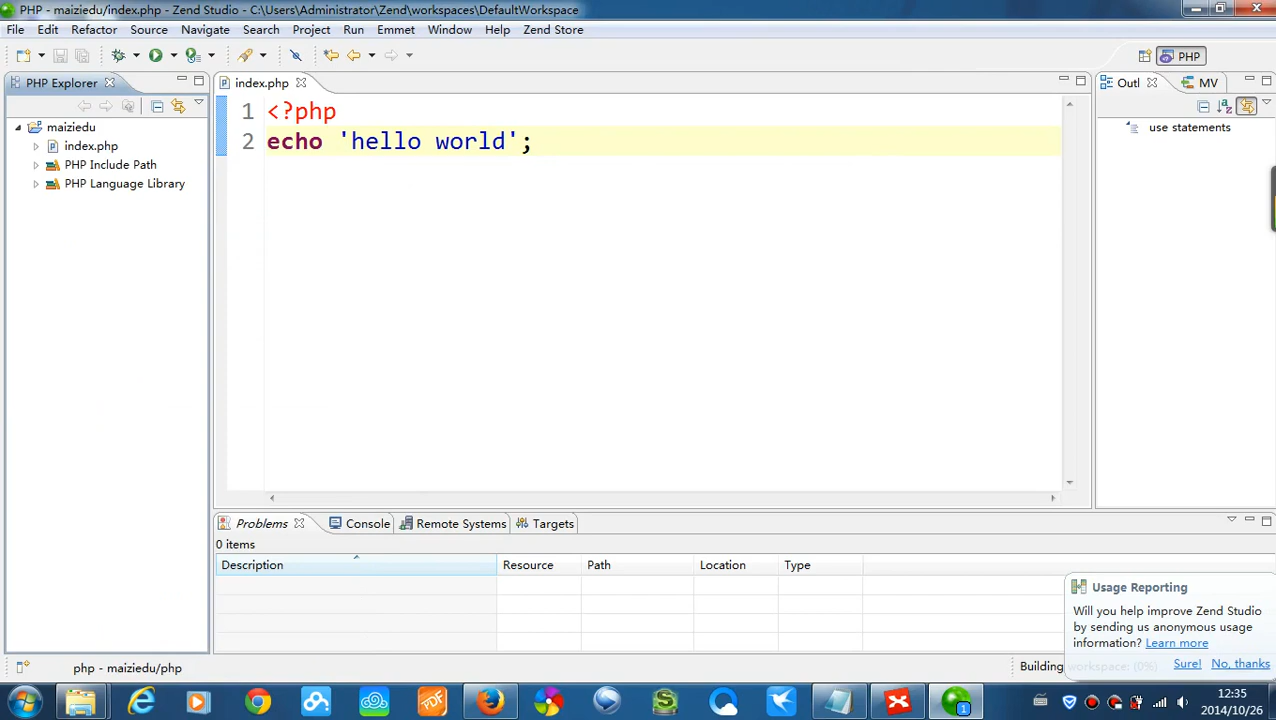 PHP - maiziedu/index.php - Zend Studio - C:\Users\Administrator\Zend\workspaces\DefaultWorkspace
File Edit Refactor Source Navigate Search Project Run Emmet Window Help Zend Store
PHP
PHP Explorer
index.php
Outl
MV
maiziedu
index.php
PHP Include Path
PHP Language Library
1 <?php
2 echo 'hello world';
use statements
Problems Console Remote Systems Targets
0 items
Description Resource Path Location Type
Usage Reporting
Will you help improve Zend Studio
by sending us anonymous usage
information? Learn more
Sure! No, thanks
php - maiziedu/php
Building workspace: (0%)
PDF
S
1
12:35
2014/10/26